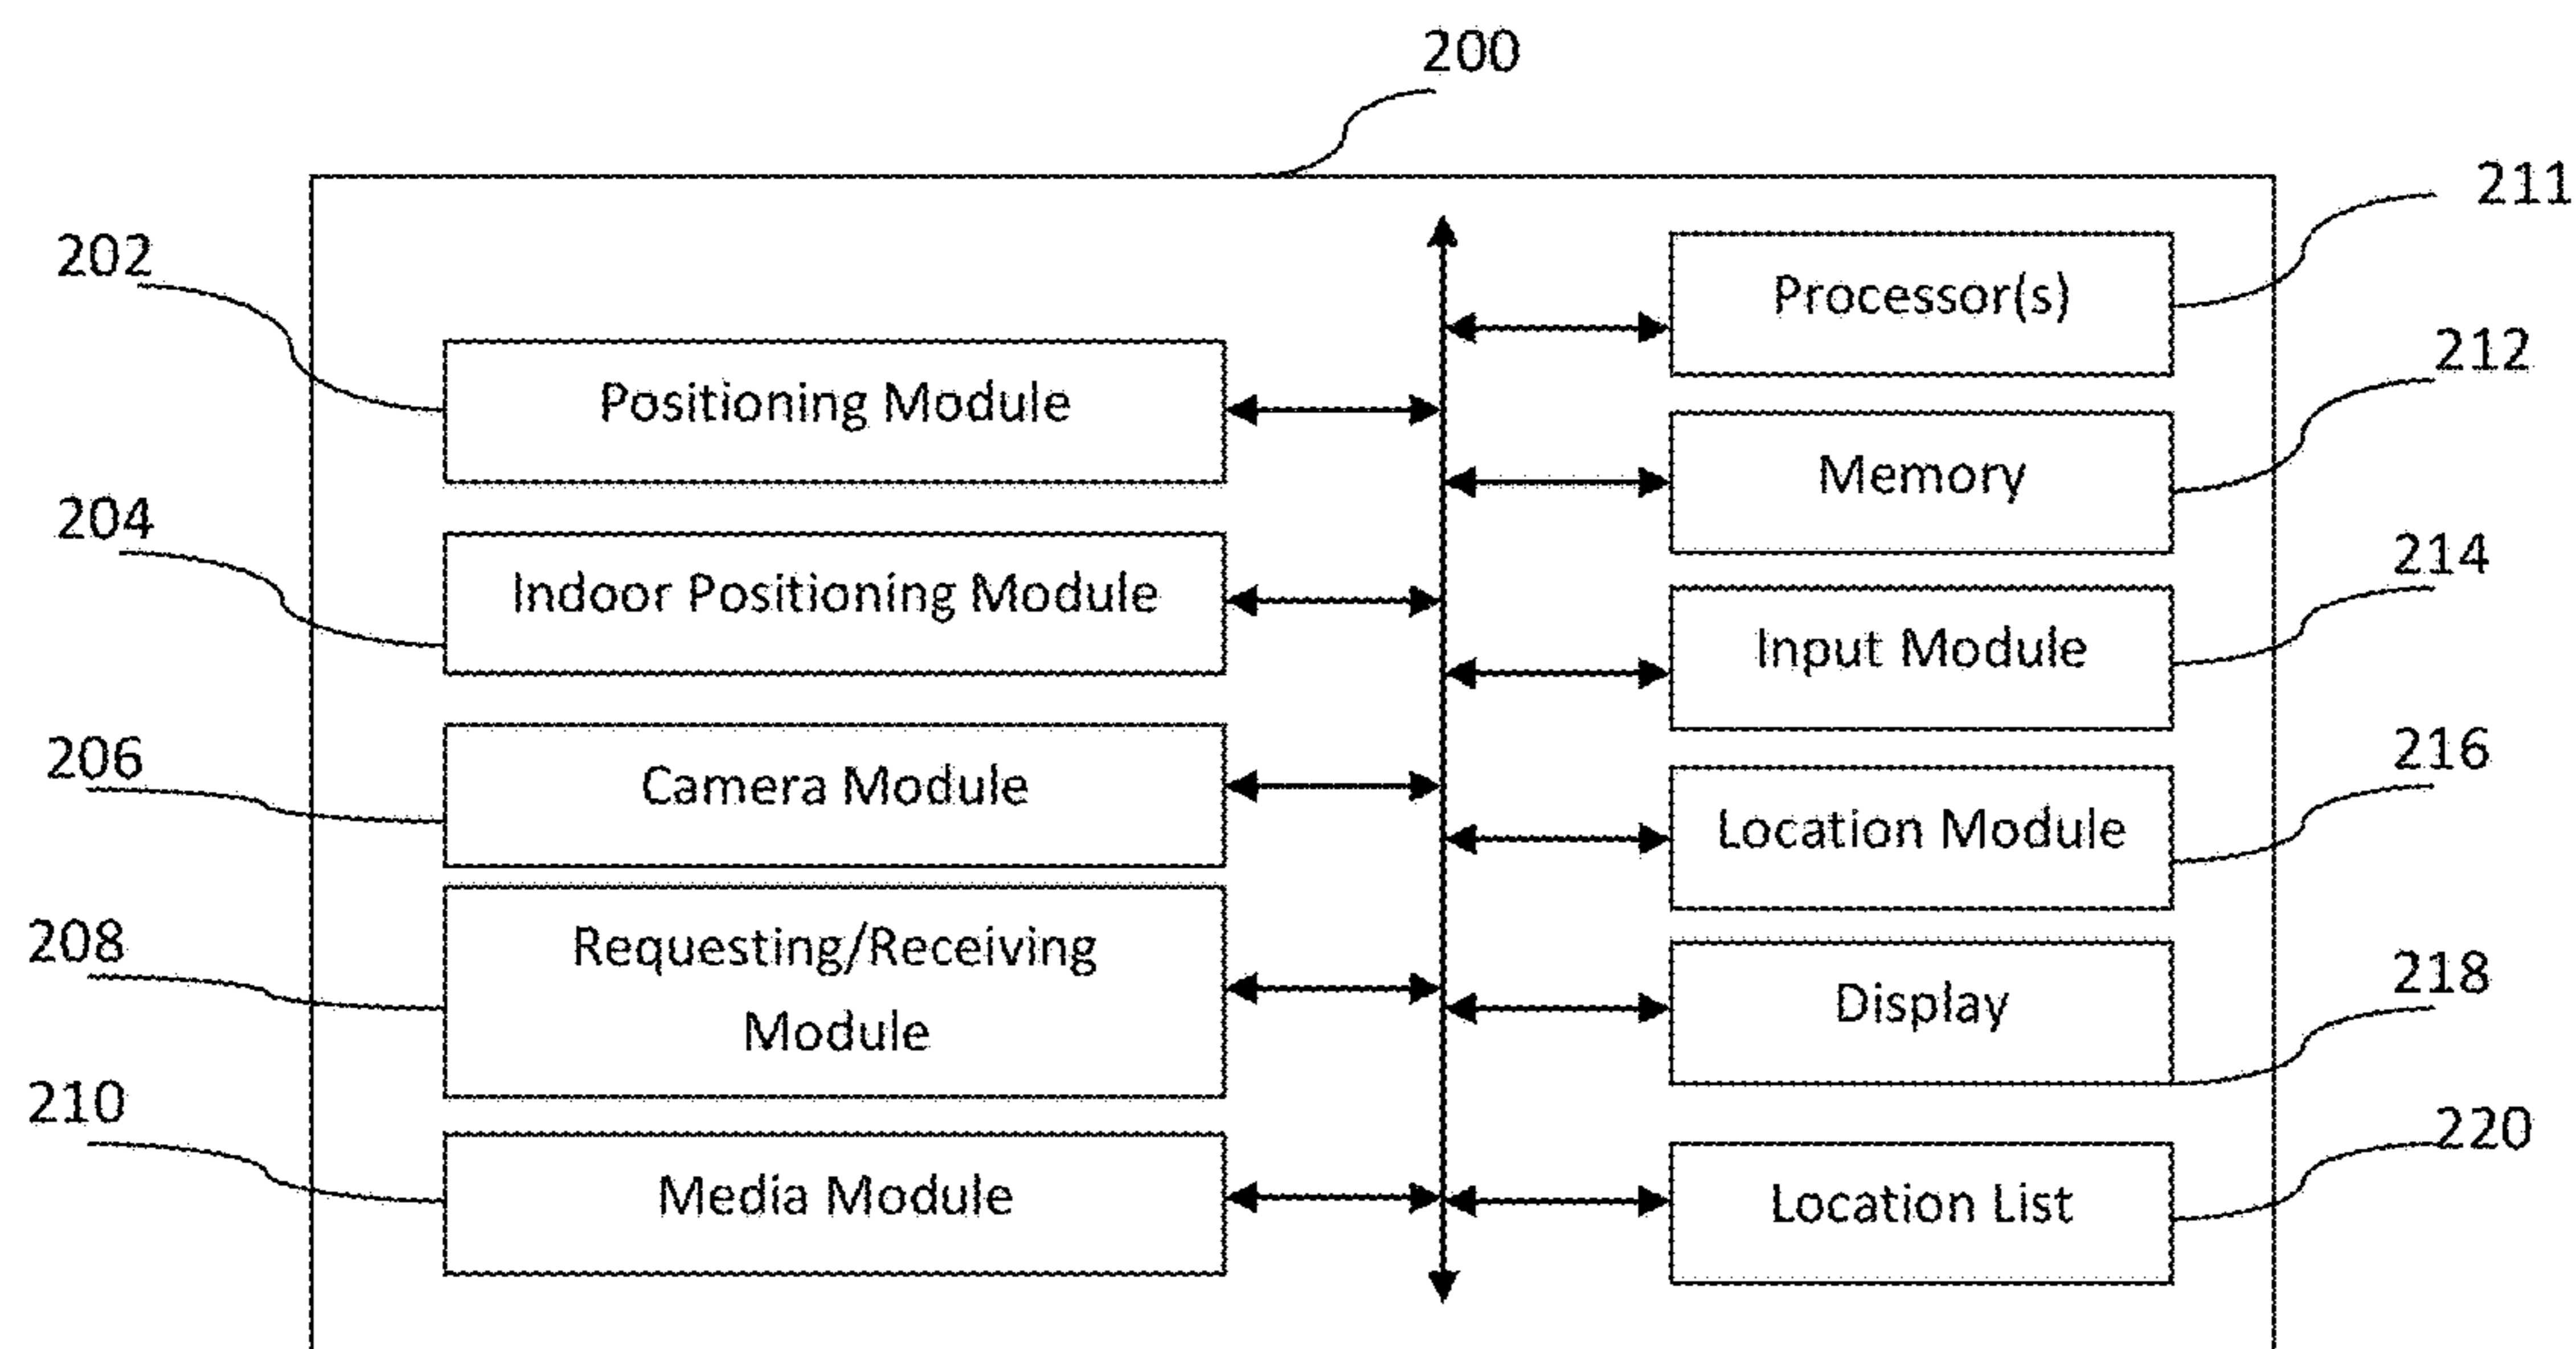 200
211
202
Processor(s)
212
Positioning Module
Memory
204
214
Indoor Positioning Module
Input Module
206
216
Camera Module
Location Module
208
Requesting/Receiving
Module
218
Display
210
220
Media Module
Location List